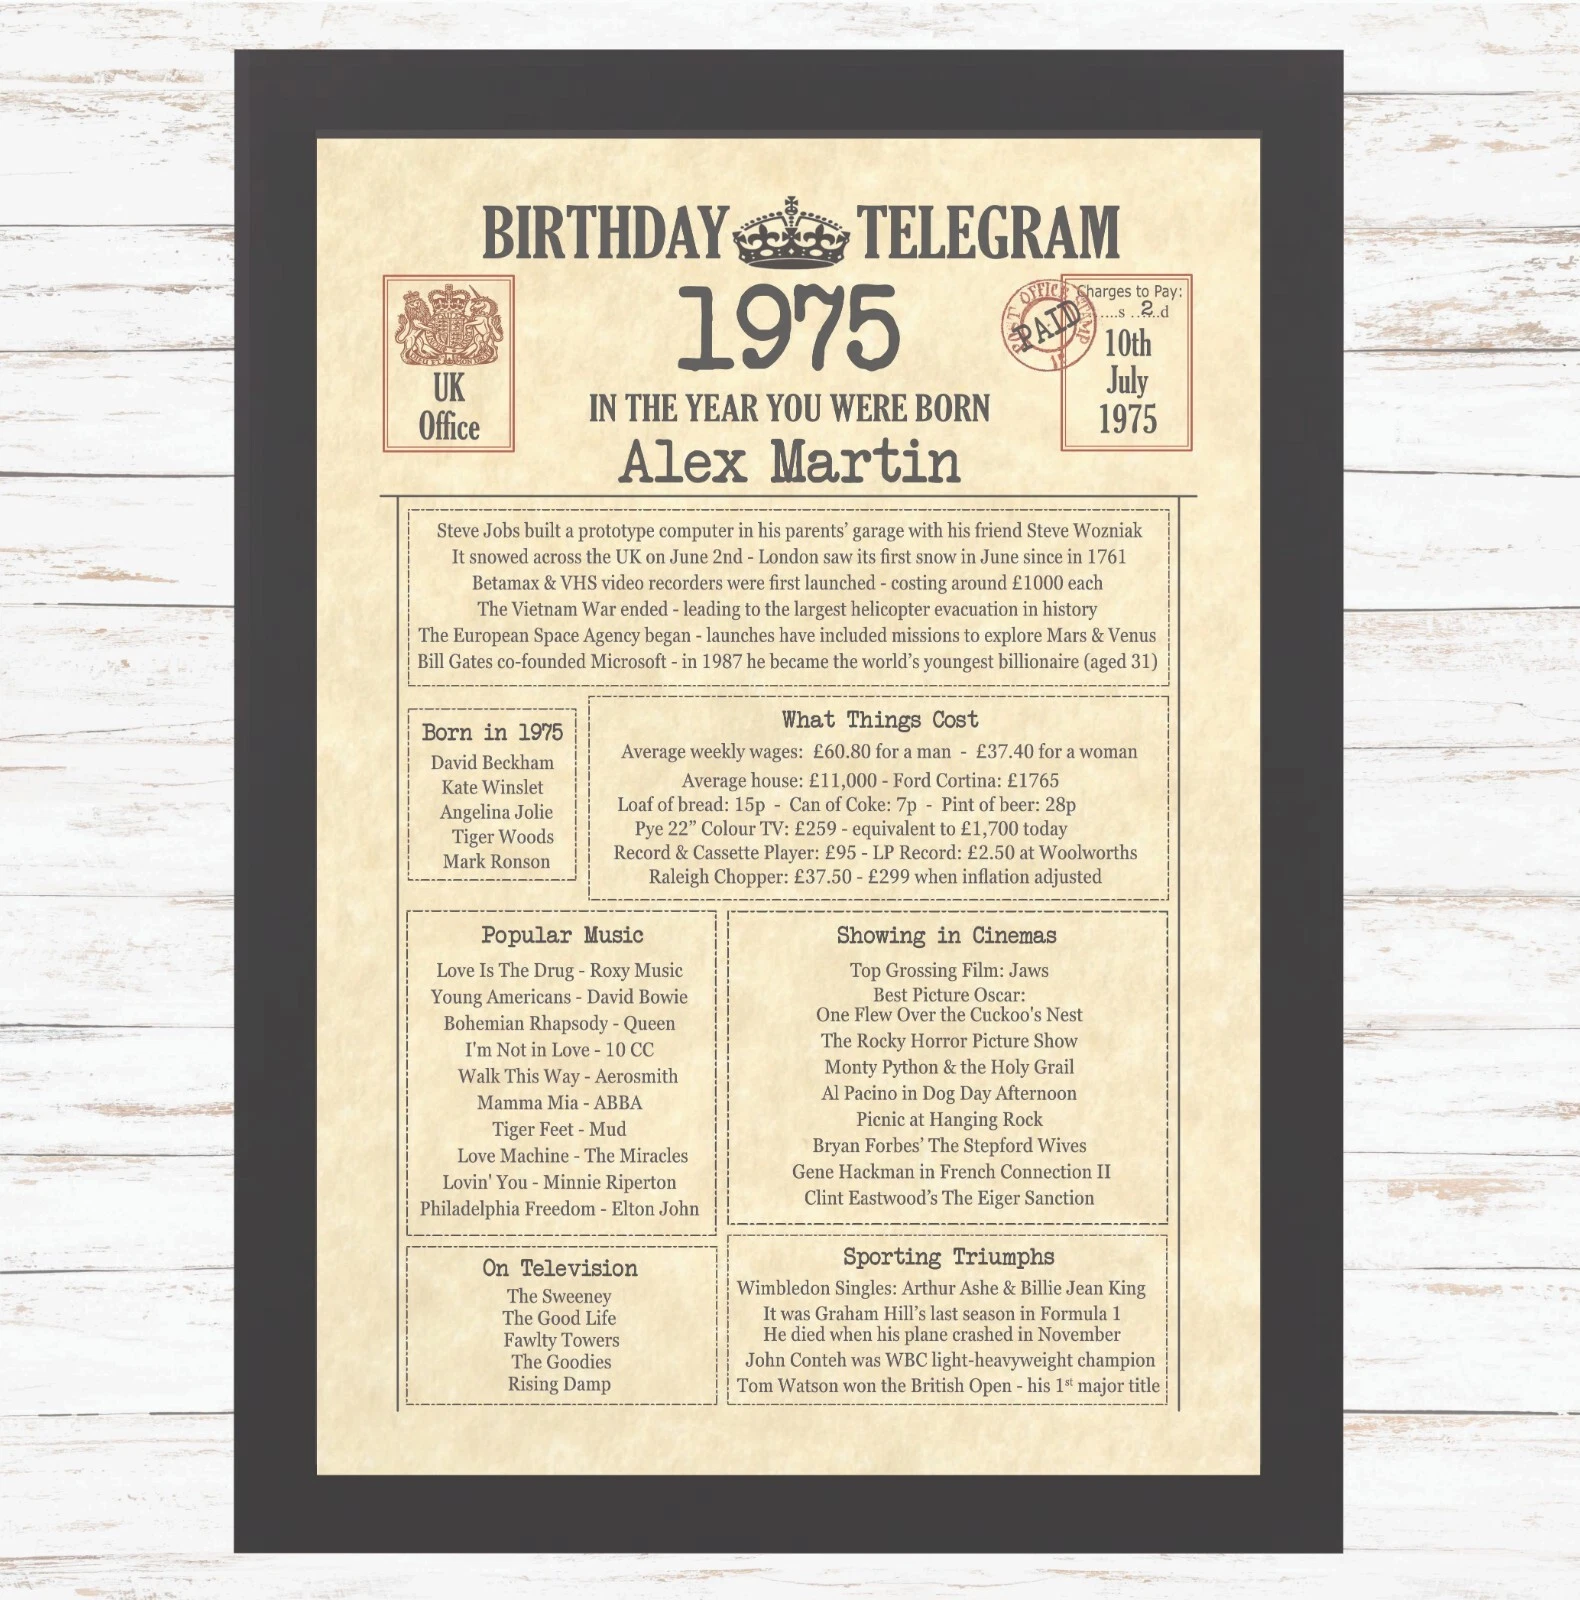 BIRTHDAY TELEGRAM
1975
IN THE YEAR YOU WERE BORN
Alex Martin
UK
Office
POST OFFICE STAMP
PAID
Charges to Pay:
....s ..2..d
10th
July
1975
Steve Jobs built a prototype computer in his parents’ garage with his friend Steve Wozniak
It snowed across the UK on June 2nd - London saw its first snow in June since in 1761
Betamax & VHS video recorders were first launched - costing around £1000 each
The Vietnam War ended - leading to the largest helicopter evacuation in history
The European Space Agency began - launches have included missions to explore Mars & Venus
Bill Gates co-founded Microsoft - in 1987 he became the world’s youngest billionaire (aged 31)
Born in 1975
David Beckham
Kate Winslet
Angelina Jolie
Tiger Woods
Mark Ronson
What Things Cost
Average weekly wages: £60.80 for a man - £37.40 for a woman
Average house: £11,000 - Ford Cortina: £1765
Loaf of bread: 15p - Can of Coke: 7p - Pint of beer: 28p
Pye 22” Colour TV: £259 - equivalent to £1,700 today
Record & Cassette Player: £95 - LP Record: £2.50 at Woolworths
Raleigh Chopper: £37.50 - £299 when inflation adjusted
Popular Music
Love Is The Drug - Roxy Music
Young Americans - David Bowie
Bohemian Rhapsody - Queen
I'm Not in Love - 10 CC
Walk This Way - Aerosmith
Mamma Mia - ABBA
Tiger Feet - Mud
Love Machine - The Miracles
Lovin' You - Minnie Riperton
Philadelphia Freedom - Elton John
Showing in Cinemas
Top Grossing Film: Jaws
Best Picture Oscar:
One Flew Over the Cuckoo's Nest
The Rocky Horror Picture Show
Monty Python & the Holy Grail
Al Pacino in Dog Day Afternoon
Picnic at Hanging Rock
Bryan Forbes’ The Stepford Wives
Gene Hackman in French Connection II
Clint Eastwood’s The Eiger Sanction
On Television
The Sweeney
The Good Life
Fawlty Towers
The Goodies
Rising Damp
Sporting Triumphs
Wimbledon Singles: Arthur Ashe & Billie Jean King
It was Graham Hill’s last season in Formula 1
He died when his plane crashed in November
John Conteh was WBC light-heavyweight champion
Tom Watson won the British Open - his 1st major title